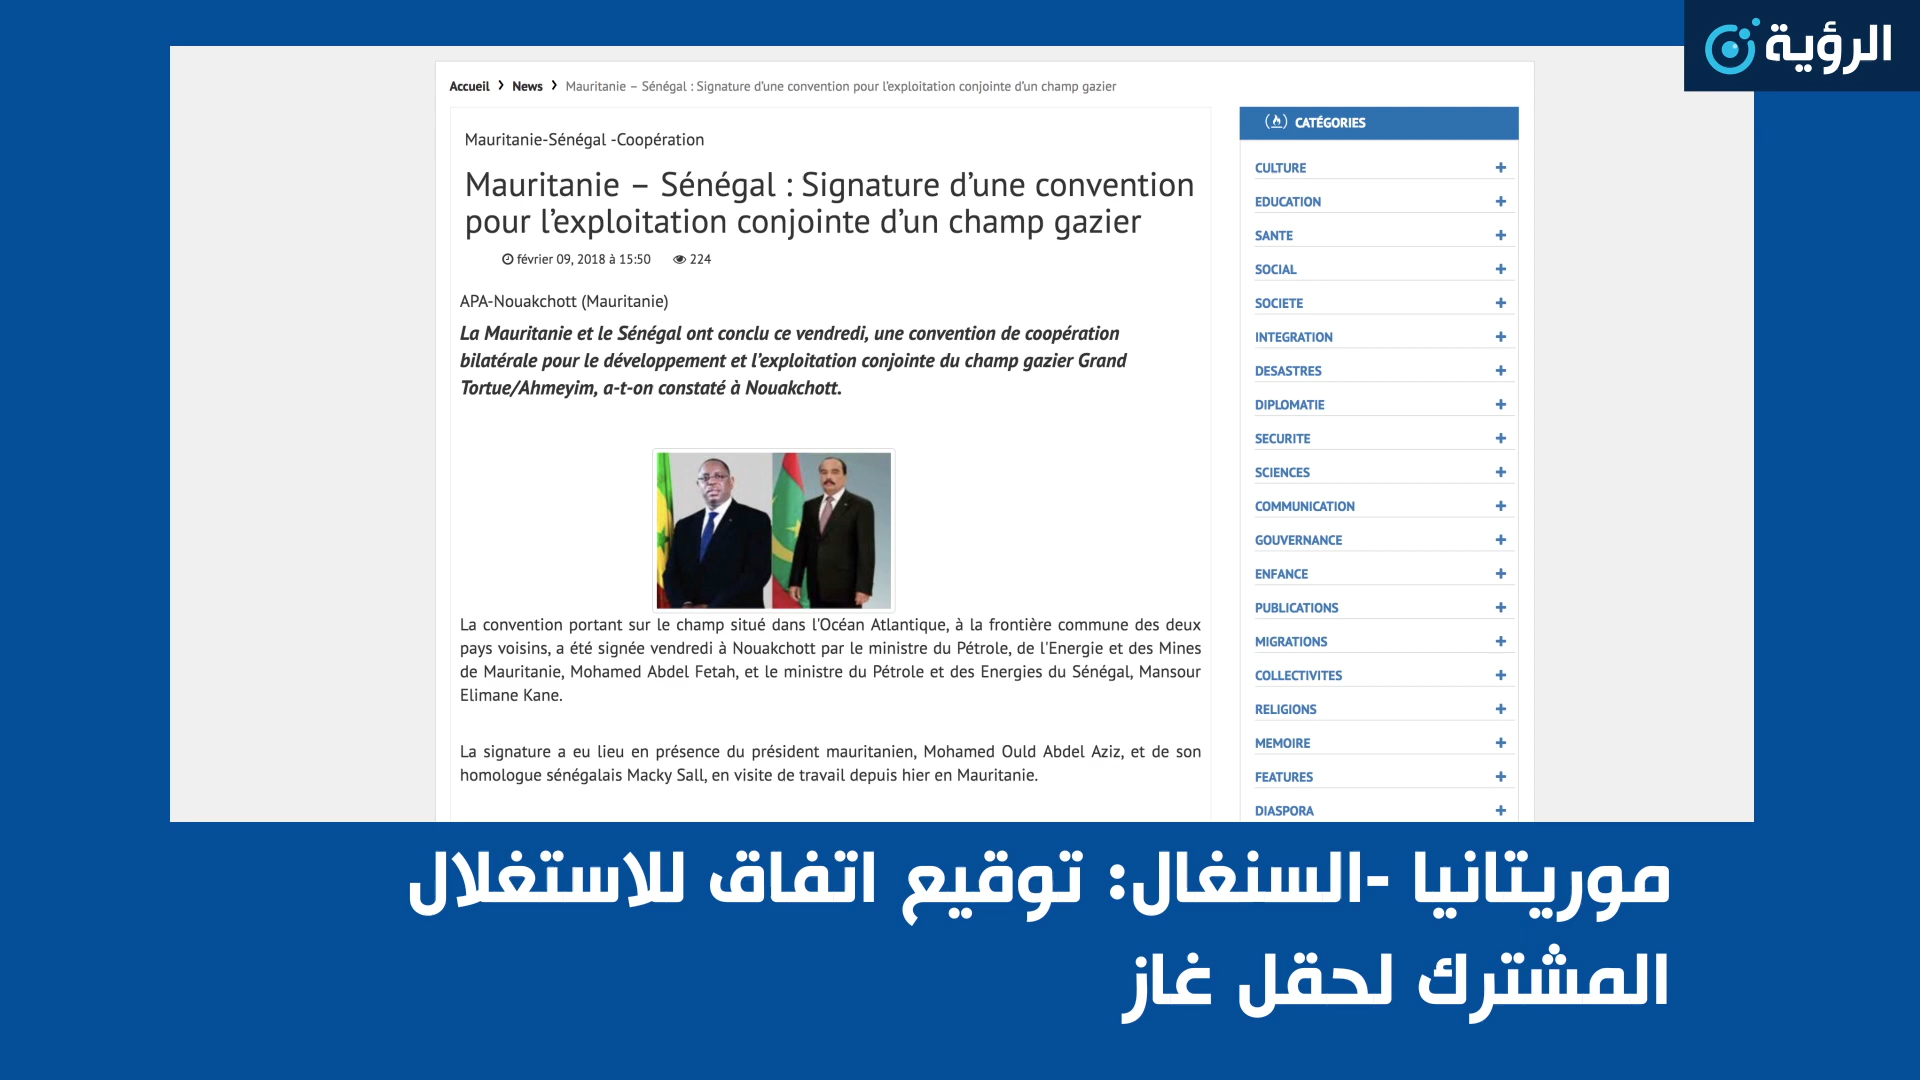 الرؤية
Accueil > News > Mauritanie – Sénégal : Signature d’une convention pour l’exploitation conjointe d’un champ gazier
Mauritanie-Sénégal -Coopération
Mauritanie – Sénégal : Signature d’une convention
pour l’exploitation conjointe d’un champ gazier
février 09, 2018 à 15:50 224
APA-Nouakchott (Mauritanie)
La Mauritanie et le Sénégal ont conclu ce vendredi, une convention de coopération
bilatérale pour le développement et l’exploitation conjointe du champ gazier Grand
Tortue/Ahmeyim, a-t-on constaté à Nouakchott.
La convention portant sur le champ situé dans l'Océan Atlantique, à la frontière commune des deux
pays voisins, a été signée vendredi à Nouakchott par le ministre du Pétrole, de l'Energie et des Mines
de Mauritanie, Mohamed Abdel Fetah, et le ministre du Pétrole et des Energies du Sénégal, Mansour
Elimane Kane.
La signature a eu lieu en présence du président mauritanien, Mohamed Ould Abdel Aziz, et de son
homologue sénégalais Macky Sall, en visite de travail depuis hier en Mauritanie.
CATÉGORIES
CULTURE +
EDUCATION +
SANTE +
SOCIAL +
SOCIETE +
INTEGRATION +
DESASTRES +
DIPLOMATIE +
SECURITE +
SCIENCES +
COMMUNICATION +
GOUVERNANCE +
ENFANCE +
PUBLICATIONS +
MIGRATIONS +
COLLECTIVITES +
RELIGIONS +
MEMOIRE +
FEATURES +
DIASPORA +
موريتانيا -السنغال: توقيع اتفاق للاستغلال
المشترك لحقل غاز